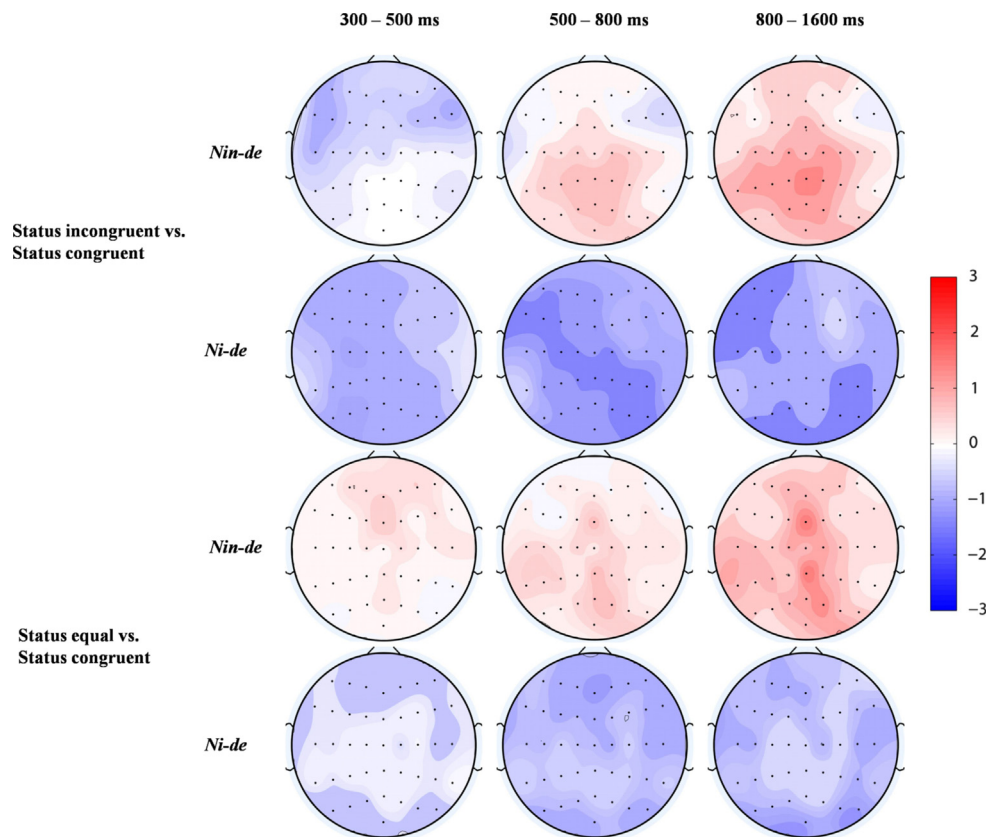 300 – 500 ms
500 – 800 ms
800 – 1600 ms
Nin-de
Status incongruent vs.
Status congruent
Ni-de
3
2
1
0
−1
−2
−3
Nin-de
Status equal vs.
Status congruent
Ni-de